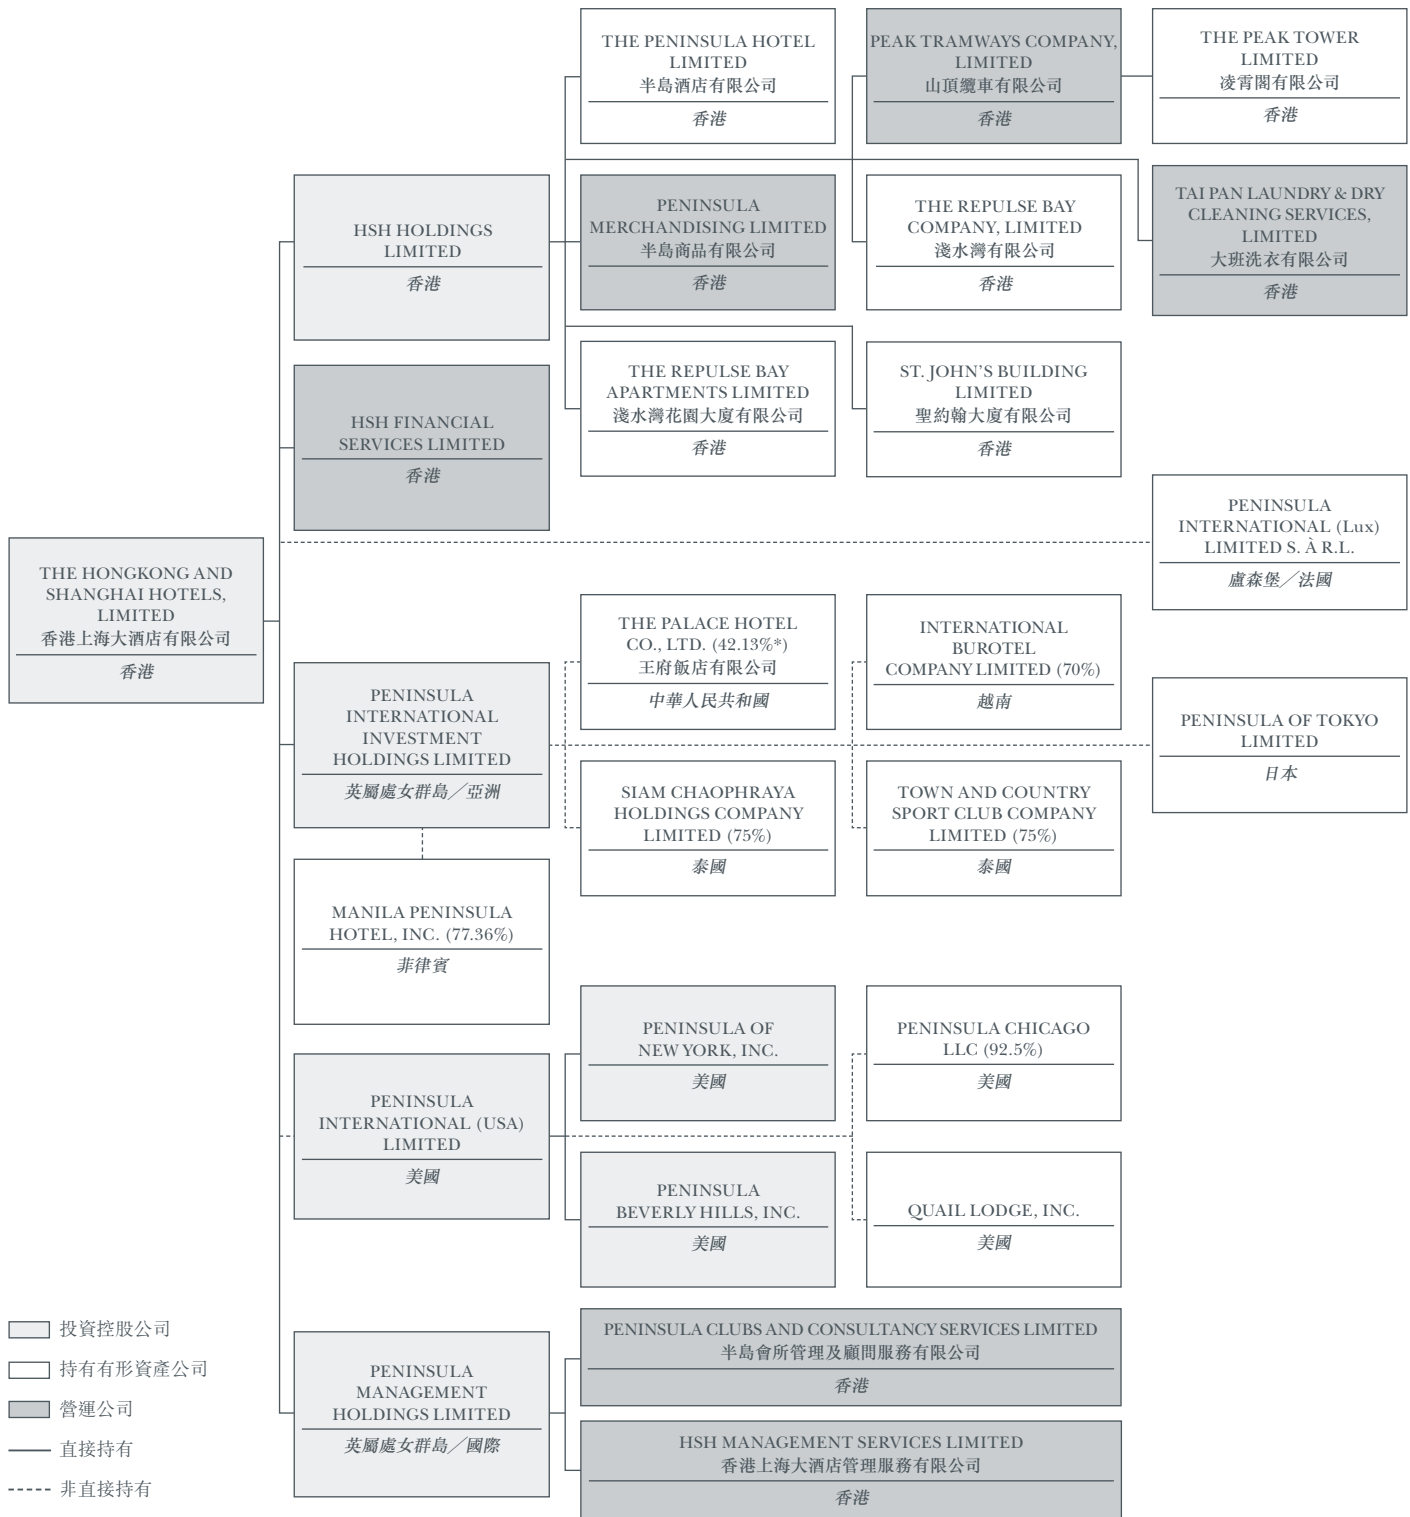 THE PENINSULA HOTEL
LIMITED
半島酒店有限公司
香港
PEAK TRAMWAYS COMPANY,
LIMITED
山頂纜車有限公司
香港
THE PEAK TOWER
LIMITED
凌霄閣有限公司
香港
HSH HOLDINGS
LIMITED
香港
PENINSULA
MERCHANDISING LIMITED
半島商品有限公司
香港
THE REPULSE BAY
COMPANY, LIMITED
淺水灣有限公司
香港
TAI PAN LAUNDRY & DRY
CLEANING SERVICES,
LIMITED
大班洗衣有限公司
香港
THE REPULSE BAY
APARTMENTS LIMITED
淺水灣花園大廈有限公司
香港
ST. JOHN'S BUILDING
LIMITED
聖約翰大廈有限公司
香港
HSH FINANCIAL
SERVICES LIMITED
香港
PENINSULA
INTERNATIONAL (Lux)
LIMITED S. À R.L.
盧森堡／法國
THE HONGKONG AND
SHANGHAI HOTELS,
LIMITED
香港上海大酒店有限公司
香港
PENINSULA
INTERNATIONAL
INVESTMENT
HOLDINGS LIMITED
英屬處女群島／亞洲
THE PALACE HOTEL
CO., LTD. (42.13%*)
王府飯店有限公司
中華人民共和國
INTERNATIONAL
BUROTEL
COMPANY LIMITED (70%)
越南
PENINSULA OF TOKYO
LIMITED
日本
SIAM CHAOPHRAYA
HOLDINGS COMPANY
LIMITED (75%)
泰國
TOWN AND COUNTRY
SPORT CLUB COMPANY
LIMITED (75%)
泰國
MANILA PENINSULA
HOTEL, INC. (77.36%)
菲律賓
PENINSULA
INTERNATIONAL (USA)
LIMITED
美國
PENINSULA OF
NEW YORK, INC.
美國
PENINSULA CHICAGO
LLC (92.5%)
美國
PENINSULA
BEVERLY HILLS, INC.
美國
QUAIL LODGE, INC.
美國
PENINSULA
MANAGEMENT
HOLDINGS LIMITED
英屬處女群島／國際
PENINSULA CLUBS AND CONSULTANCY SERVICES LIMITED
半島會所管理及顧問服務有限公司
香港
HSH MANAGEMENT SERVICES LIMITED
香港上海大酒店管理服務有限公司
香港
投資控股公司
持有有形資產公司
營運公司
直接持有
非直接持有